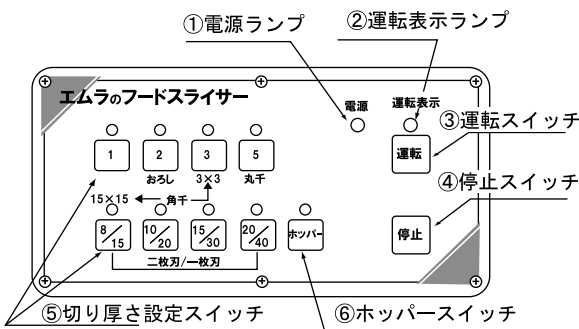 ①電源ランプ
②運転表示ランプ
エムラのフードスライサー
電源
運転表示
③運転スイッチ
1
2
3
5
運転
おろし
3×3
丸千
④停止スイッチ
15×15
角千
8/15
10/20
15/30
20/40
ホッパー
停止
二枚刃/一枚刃
⑤切り厚さ設定スイッチ
⑥ホッパースイッチ